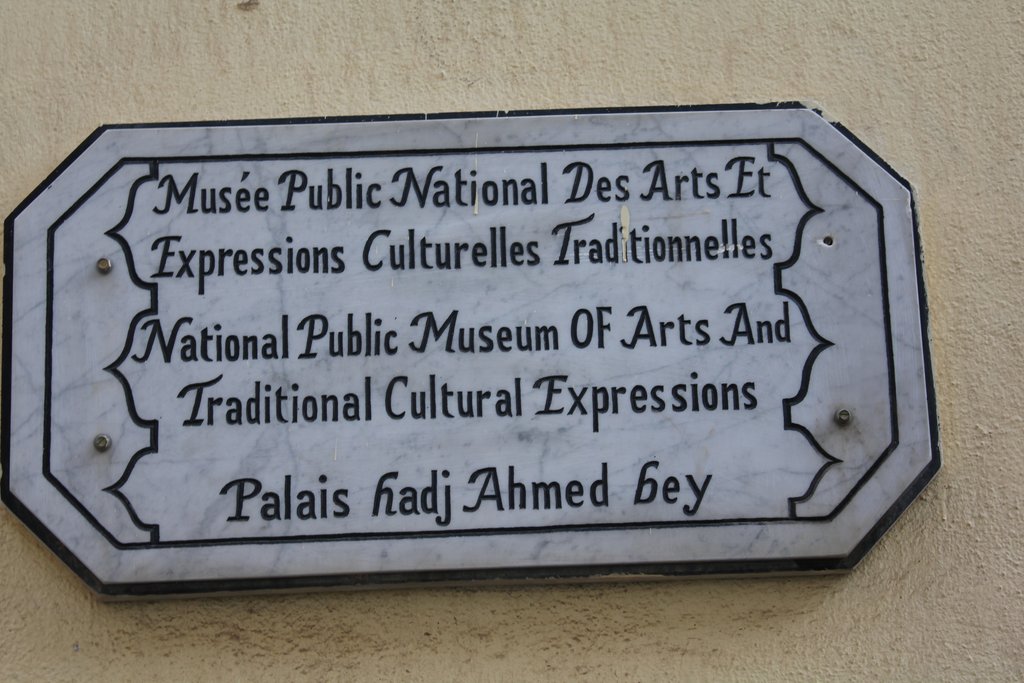 Musée Public National Des Arts Et
Expressions Culturelles Traditionnelles
National Public Museum OF Arts And
Traditional Cultural Expressions
Palais hadj Ahmed bey